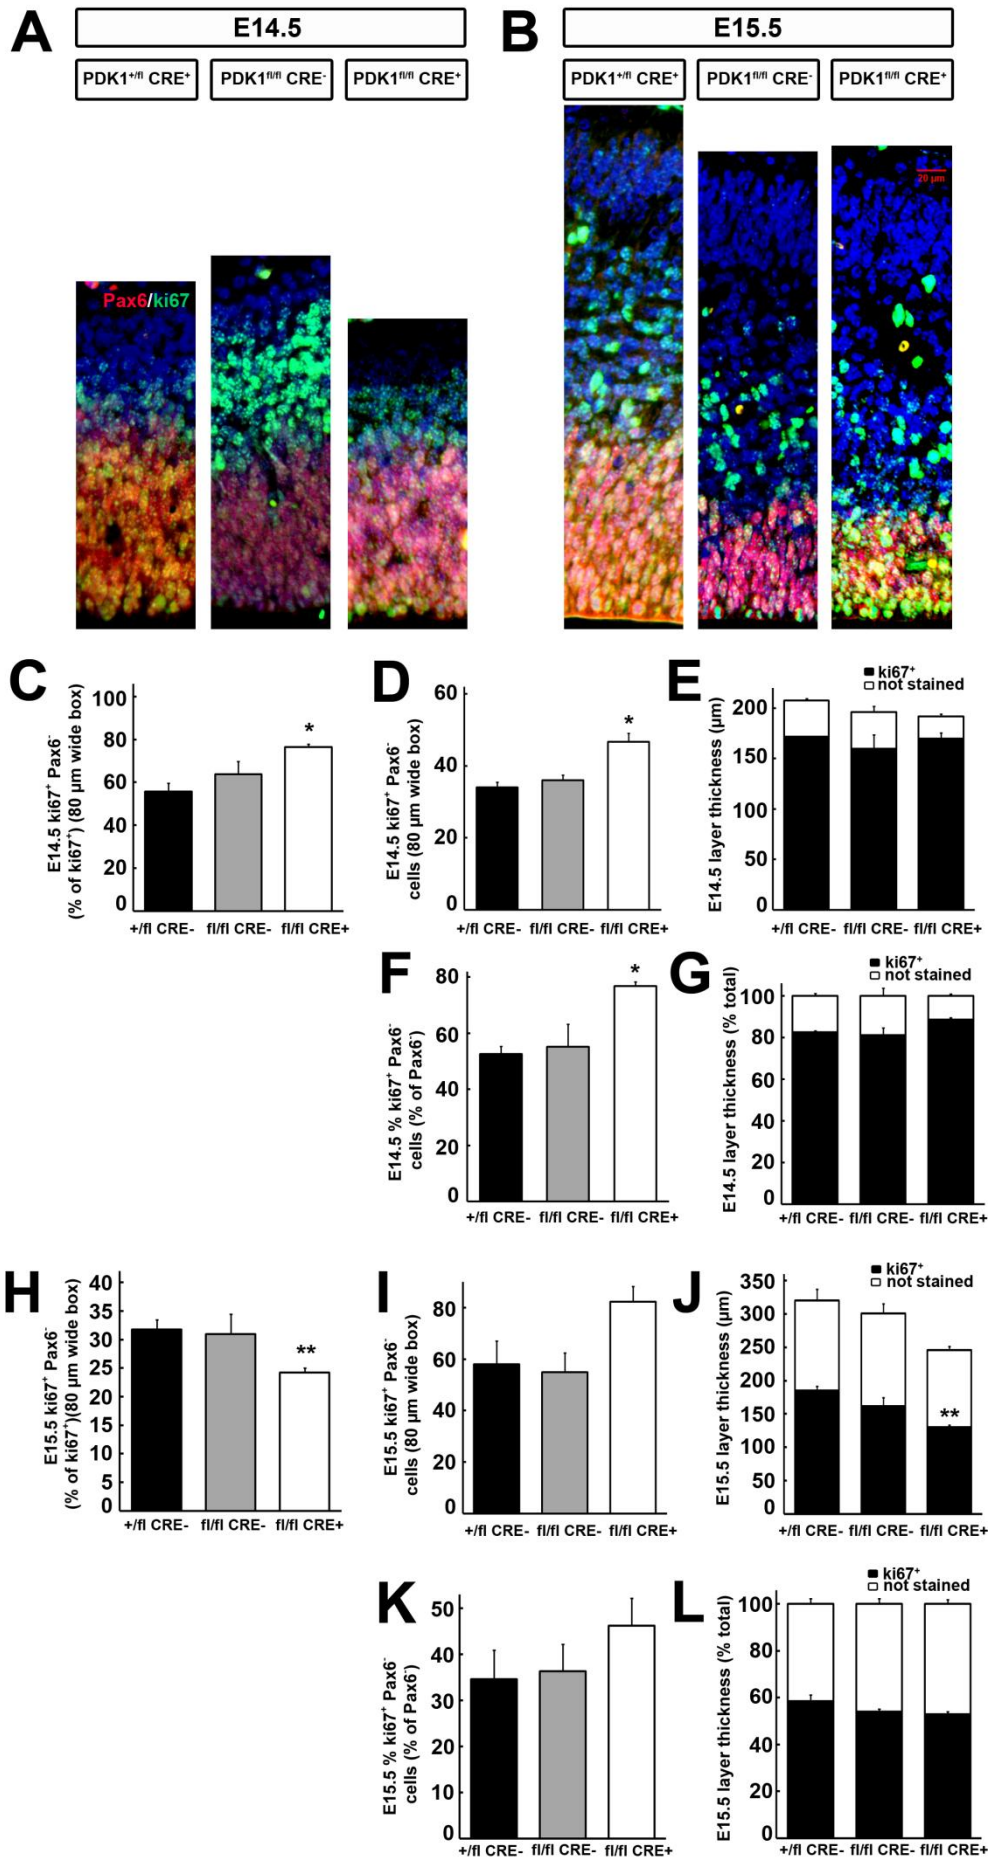 A
E14.5
PDK1+/fl CRE+
PDK1fl/fl CRE-
PDK1fl/fl CRE+
B
E15.5
PDK1+/fl CRE+
PDK1fl/fl CRE-
PDK1fl/fl CRE+
20 µm
Pax6/ki67
C
E14.5 ki67+ Pax6-
(% of ki67+) (80 µm wide box)
100
80
60
40
20
0
*
+/fl CRE- fl/fl CRE- fl/fl CRE+
D
E14.5 ki67+ Pax6-
cells (80 µm wide box)
60
40
20
0
*
+/fl CRE- fl/fl CRE- fl/fl CRE+
E
ki67+
not stained
E14.5 layer thickness (µm)
200
150
100
50
0
+/fl CRE- fl/fl CRE- fl/fl CRE+
F
E14.5 % ki67+ Pax6-
cells (% of Pax6-)
80
60
40
20
0
*
+/fl CRE- fl/fl CRE- fl/fl CRE+
G
ki67+
not stained
E14.5 layer thickness (% total)
100
80
60
40
20
0
+/fl CRE- fl/fl CRE- fl/fl CRE+
H
E15.5 ki67+ Pax6-
(% of ki67+)(80 µm wide box)
40
35
30
25
20
15
10
5
0
**
+/fl CRE- fl/fl CRE- fl/fl CRE+
I
E15.5 ki67+ Pax6-
cells (80 µm wide box)
80
60
40
20
0
+/fl CRE- fl/fl CRE- fl/fl CRE+
J
ki67+
not stained
E15.5 layer thickness (µm)
350
300
250
200
150
100
50
0
**
+/fl CRE- fl/fl CRE- fl/fl CRE+
K
E15.5 % ki67+ Pax6-
cells (% of Pax6-)
50
40
30
20
10
0
+/fl CRE- fl/fl CRE- fl/fl CRE+
L
ki67+
not stained
E15.5 layer thickness (% total)
100
80
60
40
20
0
+/fl CRE- fl/fl CRE- fl/fl CRE+